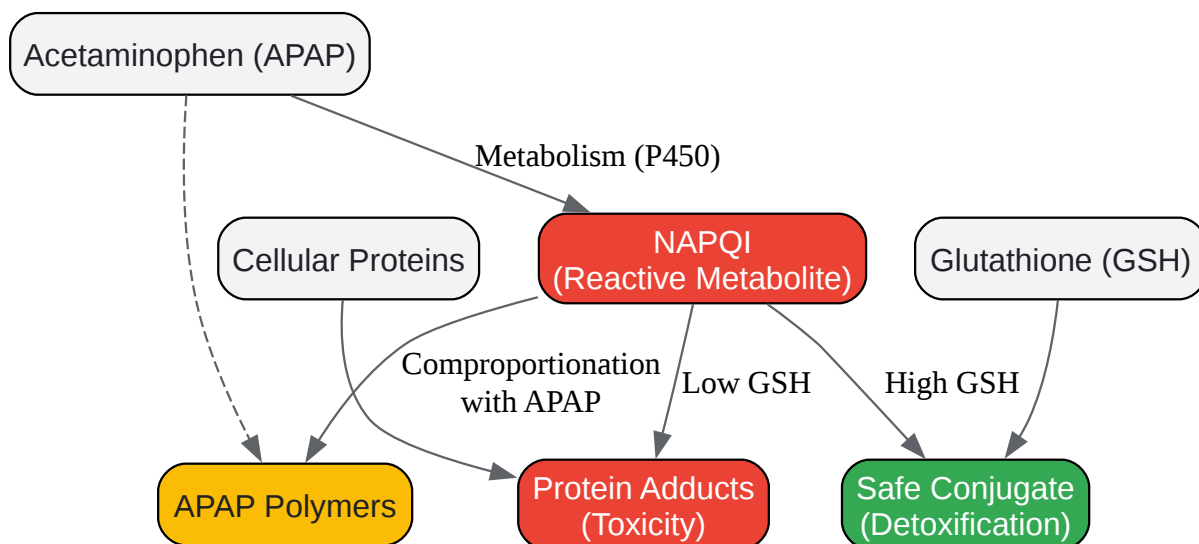 Acetaminophen (APAP)
Metabolism (P450)
Cellular Proteins
NAPQI
(Reactive Metabolite)
Glutathione (GSH)
Comproportionation
with APAP
Low GSH
High GSH
APAP Polymers
Protein Adducts
(Toxicity)
Safe Conjugate
(Detoxification)